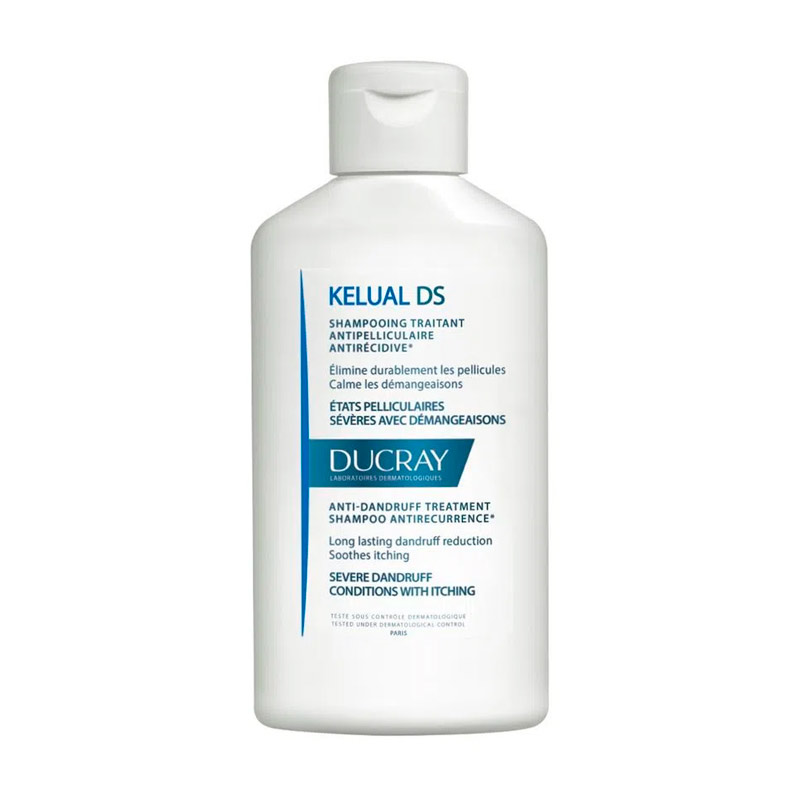 KELUAL DS
SHAMPOOING TRAITANT
ANTIPELLICULAIRE
ANTIRÉCIDIVE*
Élimine durablement les pellicules
Calme les démangeaisons
ÉTATS PELLICULAIRES
SÉVÈRES AVEC DÉMANGEAISONS
DUCRAY
LABORATOIRES DERMATOLOGIQUES
ANTI-DANDRUFF TREATMENT
SHAMPOO ANTIRECURRENCE*
Long lasting dandruff reduction
Soothes itching
SEVERE DANDRUFF
CONDITIONS WITH ITCHING
TESTÉ SOUS CONTRÔLE DERMATOLOGIQUE
TESTED UNDER DERMATOLOGICAL CONTROL
PARIS